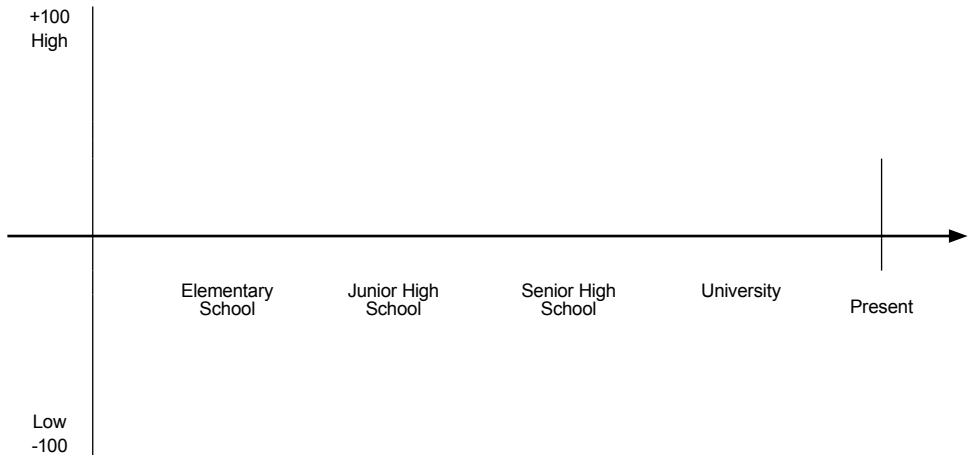 +100
High
Elementary
School
Junior High
School
Senior High
School
University
Present
Low
-100